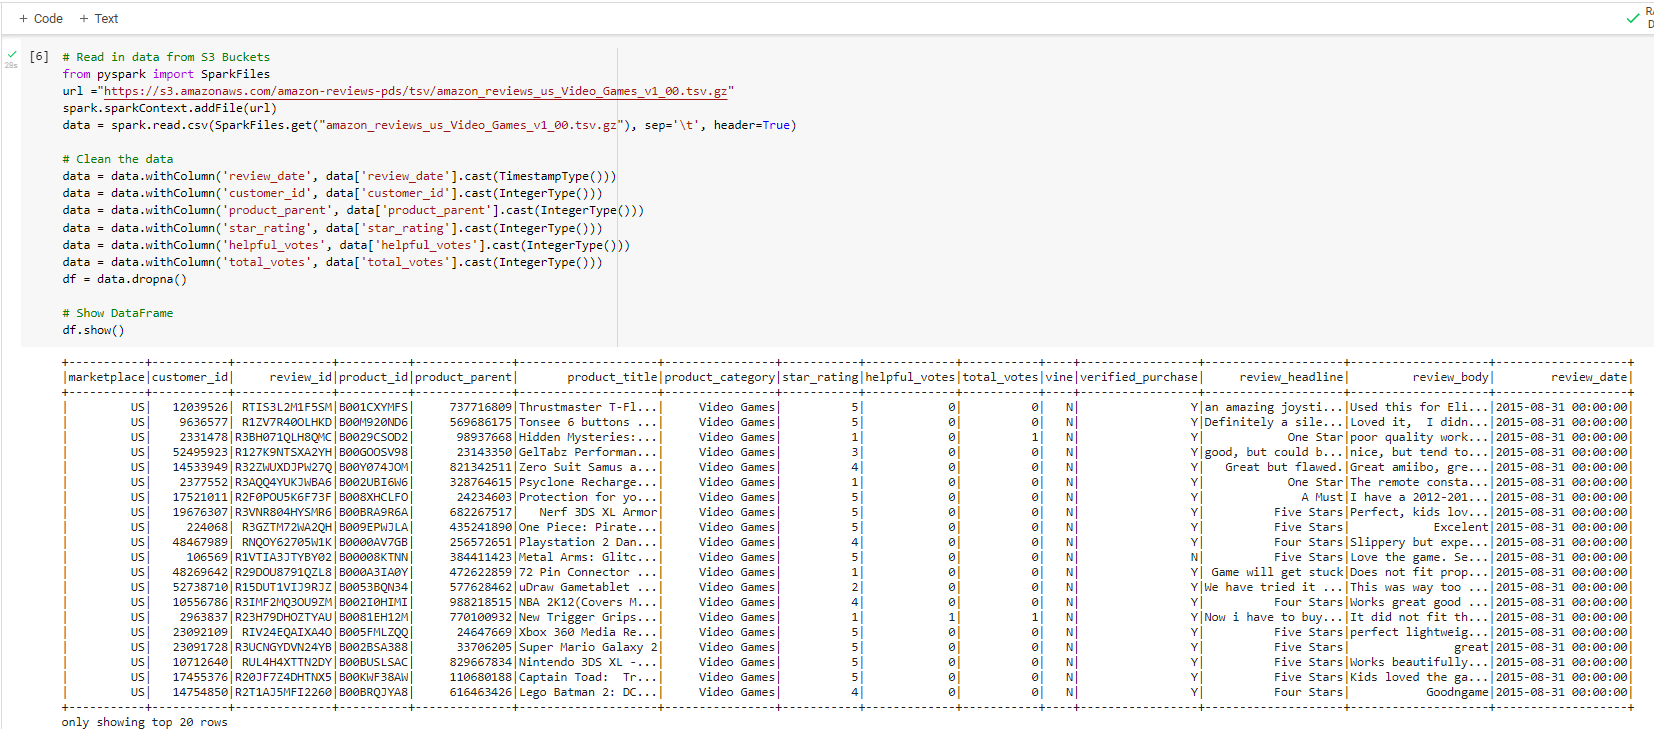 + Code + Text
RA
D
28s
[6] # Read in data from S3 Buckets
from pyspark import SparkFiles
url ="https://s3.amazonaws.com/amazon-reviews-pds/tsv/amazon_reviews_us_Video_Games_v1_00.tsv.gz"
spark.sparkContext.addFile(url)
data = spark.read.csv(SparkFiles.get("amazon_reviews_us_Video_Games_v1_00.tsv.gz"), sep='\t', header=True)
# Clean the data
data = data.withColumn('review_date', data['review_date'].cast(TimestampType()))
data = data.withColumn('customer_id', data['customer_id'].cast(IntegerType()))
data = data.withColumn('product_parent', data['product_parent'].cast(IntegerType()))
data = data.withColumn('star_rating', data['star_rating'].cast(IntegerType()))
data = data.withColumn('helpful_votes', data['helpful_votes'].cast(IntegerType()))
data = data.withColumn('total_votes', data['total_votes'].cast(IntegerType()))
df = data.dropna()
# Show DataFrame
df.show()
+-----------+-----------+--------------+----------+--------------+--------------------+----------------+-----------+-------------+-----------+----+-----------------+--------------------+--------------------+-------------------+
|marketplace|customer_id|     review_id|product_id|product_parent|       product_title|product_category|star_rating|helpful_votes|total_votes|vine|verified_purchase|     review_headline|         review_body|        review_date|
+-----------+-----------+--------------+----------+--------------+--------------------+----------------+-----------+-------------+-----------+----+-----------------+--------------------+--------------------+-------------------+
|         US|   12039526| RTIS3L2M1F5SM|B001CXYMFS|     737716809|Thrustmaster T-Fl...|     Video Games|          5|            0|          0|   N|                Y|an amazing joysti...|Used this for Eli...|2015-08-31 00:00:00|
|         US|    9636577| R1ZV7R40OLHKD|B00M920ND6|     569686175|Tonsee 6 buttons ...|     Video Games|          5|            0|          0|   N|                Y|Definitely a sile...|Loved it,  I didn...|2015-08-31 00:00:00|
|         US|    2331478|R3BH071QLH8QMC|B0029CSOD2|      98937668|Hidden Mysteries:...|     Video Games|          1|            0|          1|   N|                Y|            One Star|poor quality work...|2015-08-31 00:00:00|
|         US|   52495923|R127K9NTSXA2YH|B00GOOSV98|      23143350|GelTabz Performan...|     Video Games|          3|            0|          0|   N|                Y|good, but could b...|nice, but tend to...|2015-08-31 00:00:00|
|         US|   14533949|R32ZWUXDJPW27Q|B00Y074JOM|     821342511|Zero Suit Samus a...|     Video Games|          4|            0|          0|   N|                Y|   Great but flawed.|Great amiibo, gre...|2015-08-31 00:00:00|
|         US|    2377552|R3AQQ4YUKJWBA6|B002UBI6W6|     328764615|Psyclone Recharge...|     Video Games|          1|            0|          0|   N|                Y|            One Star|The remote consta...|2015-08-31 00:00:00|
|         US|   17521011|R2F0POU5K6F73F|B008XHCLFO|      24234603|Protection for yo...|     Video Games|          5|            0|          0|   N|                Y|              A Must|I have a 2012-201...|2015-08-31 00:00:00|
|         US|   19676307|R3VNR804HYSMR6|B00BRA9R6A|     682267517|   Nerf 3DS XL Armor|     Video Games|          5|            0|          0|   N|                Y|          Five Stars|Perfect, kids lov...|2015-08-31 00:00:00|
|         US|     224068|R3GZTM72WA2QH|B009EPWJLA|     435241890|One Piece: Pirate...|     Video Games|          5|            0|          0|   N|                Y|          Five Stars|            Excelent|2015-08-31 00:00:00|
|         US|   48467989| RNQOY62705W1K|B0000AV7GB|     256572651|Playstation 2 Dan...|     Video Games|          4|            0|          0|   N|                Y|          Four Stars|Slippery but expe...|2015-08-31 00:00:00|
|         US|     106569|R1VTIA3JTYBY02|B00008KTNN|     384411423|Metal Arms: Glitc...|     Video Games|          5|            0|          0|   N|                N|          Five Stars|Love the game. Se...|2015-08-31 00:00:00|
|         US|   48269642|R29DOU8791QZL8|B000A3IA0Y|     472622859|72 Pin Connector ...|     Video Games|          1|            0|          0|   N|                Y| Game will get stuck|Does not fit prop...|2015-08-31 00:00:00|
|         US|   52738710|R15DUT1VIJ9RJZ|B0053BQN34|     577628462|uDraw Gametablet ...|     Video Games|          2|            0|          0|   N|                Y|We have tried it ...|This was way too ...|2015-08-31 00:00:00|
|         US|   10556786|R3IMF2MQ3OU9ZM|B002I0HIMI|     988218515|NBA 2K12(Covers M...|     Video Games|          4|            0|          0|   N|                Y|          Four Stars|Works great good ...|2015-08-31 00:00:00|
|         US|    2963837|R23H79DHOZTYAU|B0081EH12M|     770100932|New Trigger Grips...|     Video Games|          1|            1|          1|   N|                Y|Now i have to buy...|It did not fit th...|2015-08-31 00:00:00|
|         US|   23092109| RIV24EQAIXA4O|B005FMLZQQ|      24647669|Xbox 360 Media Re...|     Video Games|          5|            0|          0|   N|                Y|          Five Stars|perfect lightweig...|2015-08-31 00:00:00|
|         US|   23091728|R3UCNGYDVN24YB|B002BSA388|      33706205|Super Mario Galaxy 2|     Video Games|          5|            0|          0|   N|                Y|          Five Stars|               great|2015-08-31 00:00:00|
|         US|   10712640| RUL4H4XTTN2DY|B00BUSLSAC|     829667834|Nintendo 3DS XL -...|     Video Games|          5|            0|          0|   N|                Y|          Five Stars|Works beautifully...|2015-08-31 00:00:00|
|         US|   17455376|R20JF7Z4DHTNX5|B00KWF38AW|     110680188|Captain Toad:  Tr...|     Video Games|          5|            0|          0|   N|                Y|          Five Stars|Kids loved the ga...|2015-08-31 00:00:00|
|         US|   14754850|R2T1AJ5MFI2260|B00BRQJYA8|     616463426|Lego Batman 2: DC...|     Video Games|          4|            0|          0|   N|                Y|          Four Stars|            Goodngame|2015-08-31 00:00:00|
+-----------+-----------+--------------+----------+--------------+--------------------+----------------+-----------+-------------+-----------+----+-----------------+--------------------+--------------------+-------------------+
only showing top 20 rows